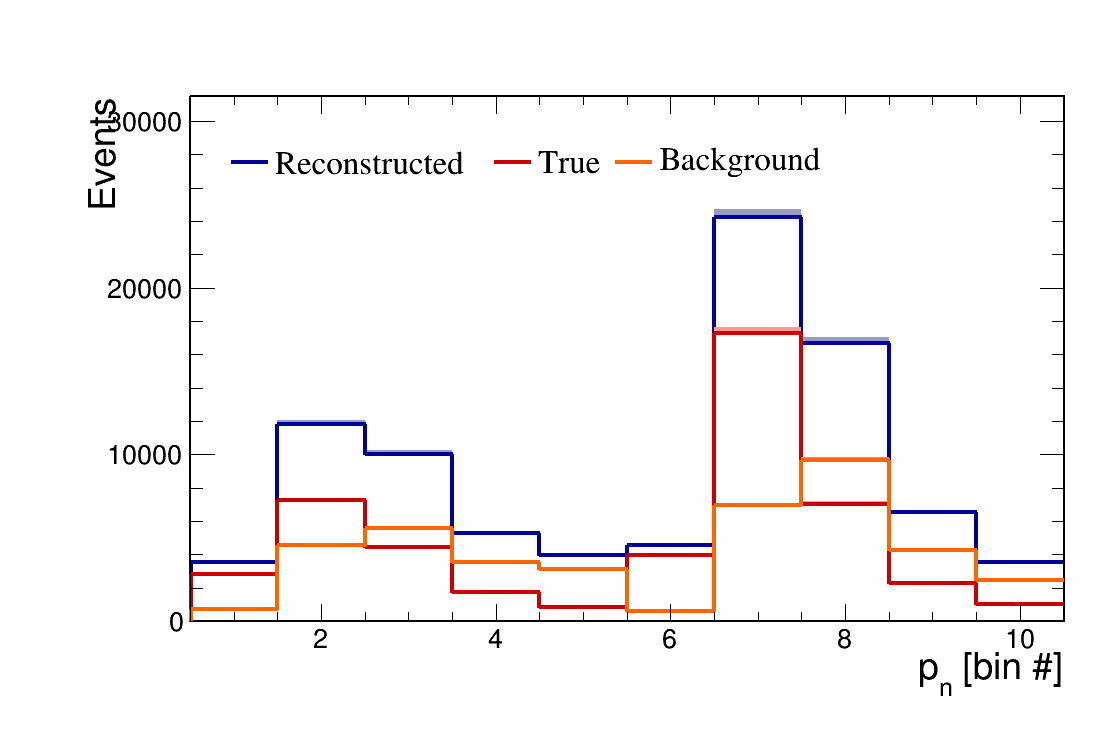 Events
30000
Reconstructed True Background
20000
10000
0
2 4 6 8 10
pn [bin #]